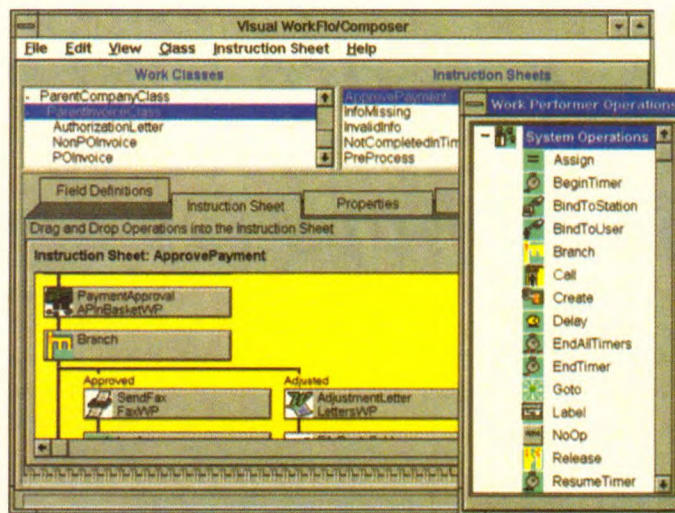 Visual WorkFlo/Composer
File Edit View Class Instruction Sheet Help
Work Classes
- ParentCompanyClass
ParentInvoiceClass
AuthorizationLetter
NonPOInvoice
POInvoice
Instruction Sheets
ApprovePayment
InfoMissing
InvalidInfo
NotCompletedInTim
PreProcess
Field Definitions
Instruction Sheet
Properties
Drag and Drop Operations into the Instruction Sheet
Instruction Sheet: ApprovePayment
PaymentApproval
APInBasketWP
Branch
Approved
SendFax
FaxWP
Adjusted
AdjustmentLetter
LettersWP
Work Performer Operations
- System Operations
Assign
BeginTimer
BindToStation
BindToUser
Branch
Call
Create
Delay
EndAllTimers
EndTimer
Goto
Label
NoOp
Release
ResumeTimer